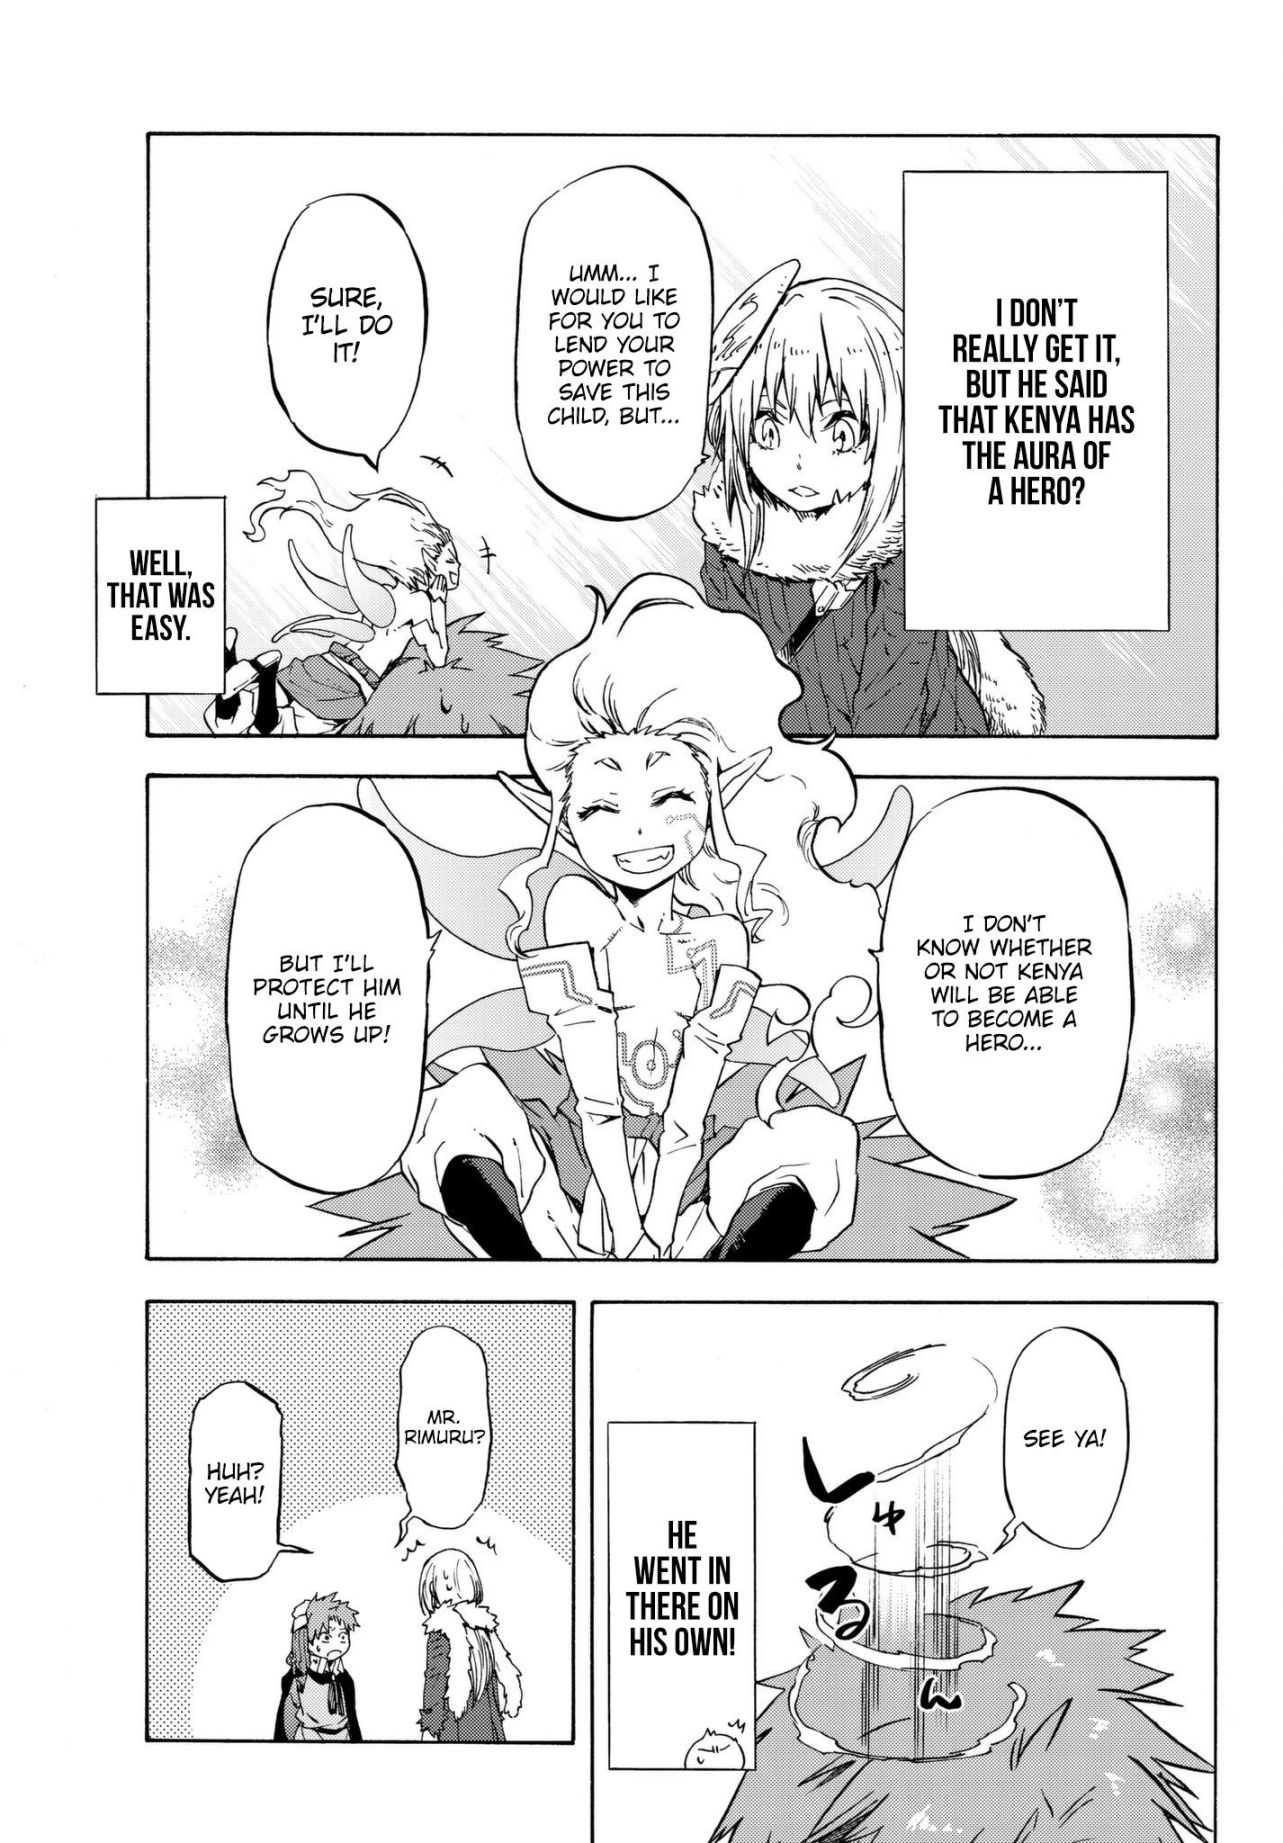 I DON'T
REALLY GET IT,
BUT HE SAID
THAT KENYA HAS
THE AURA OF
A HERO?
UMM... I
WOULD LIKE
FOR YOU TO
LEND YOUR
POWER TO
SAVE THIS
CHILD, BUT...
SURE,
I'LL DO
IT!
WELL,
THAT WAS
EASY.
I DON'T
KNOW WHETHER
OR NOT KENYA
WILL BE ABLE
TO BECOME A
HERO...
BUT I'LL
PROTECT HIM
UNTIL HE
GROWS UP!
SEE YA!
しゅるん
HE
WENT IN
THERE ON
HIS OWN!
MR.
RIMURU?
HUH?
YEAH!